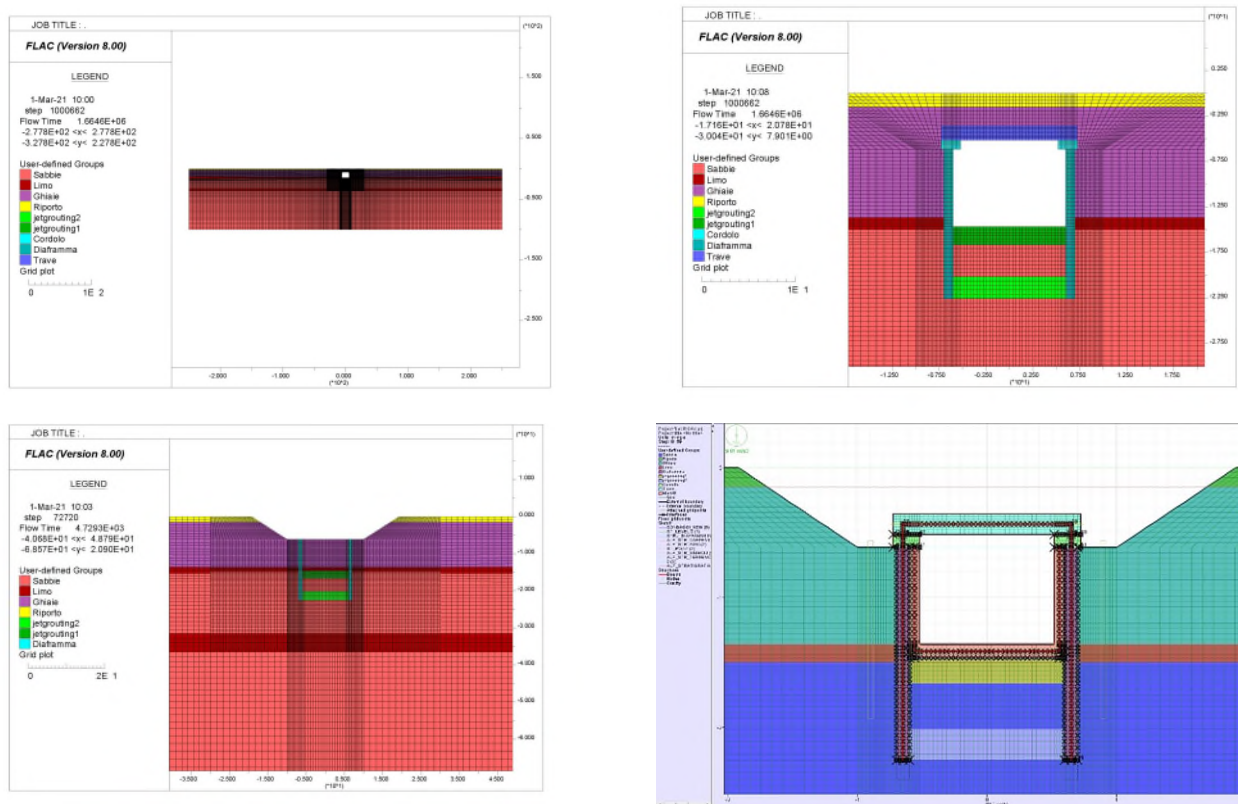 JOB TITLE : .
FLAC (Version 8.00)
LEGEND
1-Mar-21 10:00
step 1000662
Flow Time 1.6646E+06
-2.778E+02 <x< 2.778E+02
-3.278E+02 <y< 2.278E+02
User-defined Groups
Sabbie
Limo
Ghiaie
Riporto
jetgrouting2
jetgrouting1
Cordolo
Diaframma
Trave
Grid plot
0 1E 2
(*10^2)
1.500
0.500
-0.500
-1.500
-2.500
-2.000 -1.000 0.000 1.000 2.000
(*10^2)
JOB TITLE : .
FLAC (Version 8.00)
LEGEND
1-Mar-21 10:08
step 1000662
Flow Time 1.6646E+06
-1.716E+01 <x< 2.078E+01
-3.004E+01 <y< 7.901E+00
User-defined Groups
Sabbie
Limo
Ghiaie
Riporto
jetgrouting2
jetgrouting1
Cordolo
Diaframma
Trave
Grid plot
0 1E 1
(*10^1)
0.250
-0.250
-0.750
-1.250
-1.750
-2.250
-2.750
-1.250 -0.750 -0.250 0.250 0.750 1.250 1.750
(*10^1)
JOB TITLE : .
FLAC (Version 8.00)
LEGEND
1-Mar-21 10:03
step 72720
Flow Time 4.7293E+03
-4.068E+01 <x< 4.879E+01
-6.857E+01 <y< 2.090E+01
User-defined Groups
Sabbie
Limo
Ghiaie
Riporto
jetgrouting2
jetgrouting1
Diaframma
Grid plot
0 2E 1
(*10^1)
1.000
0.000
-1.000
-2.000
-3.000
-4.000
-5.000
-6.000
-3.500 -2.500 -1.500 -0.500 0.500 1.500 2.500 3.500 4.500
(*10^1)